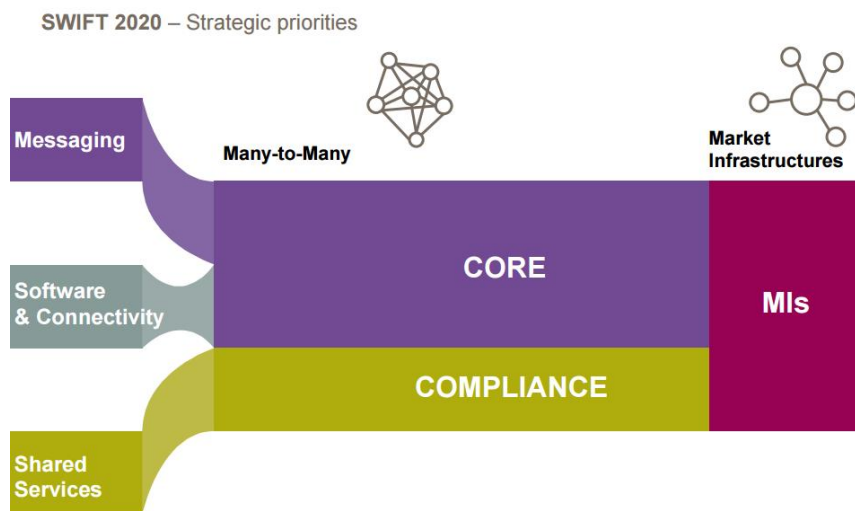 SWIFT 2020 – Strategic priorities
Messaging
Many-to-Many
Market
Infrastructures
CORE
Software
& Connectivity
MIs
COMPLIANCE
Shared
Services